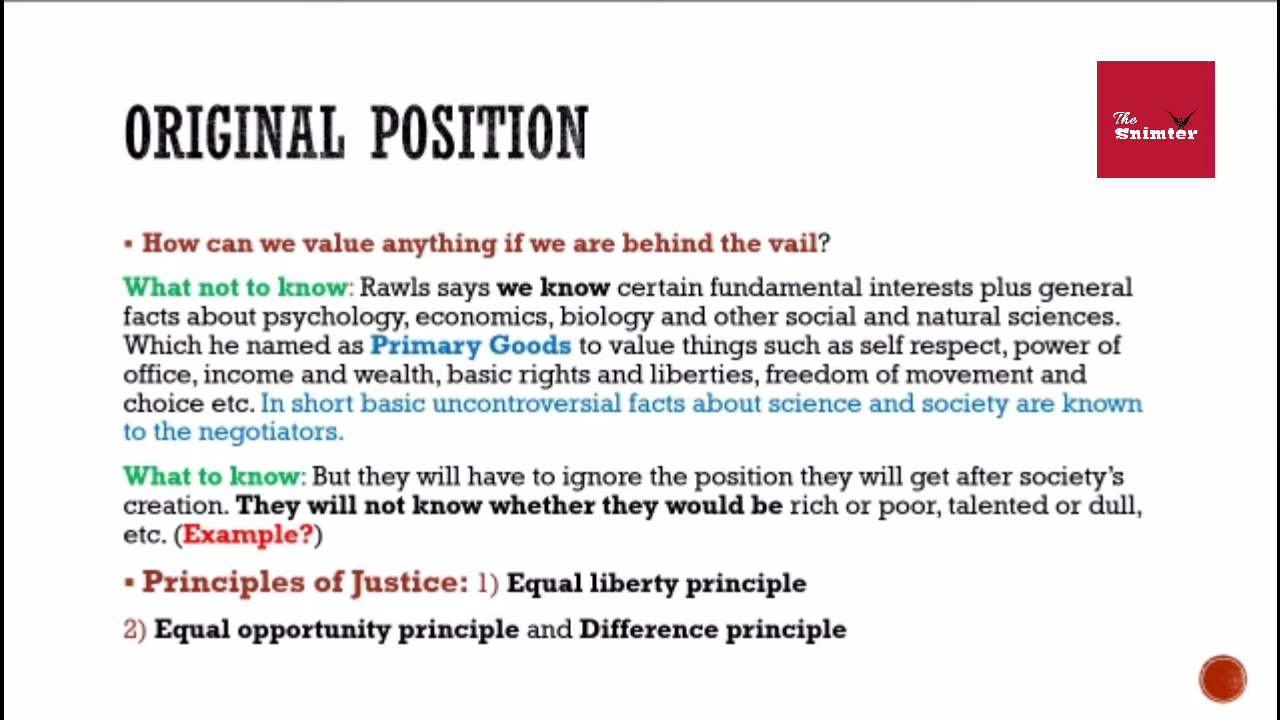 The
Snimter
ORIGINAL POSITION
▪ How can we value anything if we are behind the vail?
What not to know: Rawls says we know certain fundamental interests plus general
facts about psychology, economics, biology and other social and natural sciences.
Which he named as Primary Goods to value things such as self respect, power of
office, income and wealth, basic rights and liberties, freedom of movement and
choice etc. In short basic uncontroversial facts about science and society are known
to the negotiators.
What to know: But they will have to ignore the position they will get after society's
creation. They will not know whether they would be rich or poor, talented or dull,
etc. (Example?)
▪ Principles of Justice: 1) Equal liberty principle
2) Equal opportunity principle and Difference principle